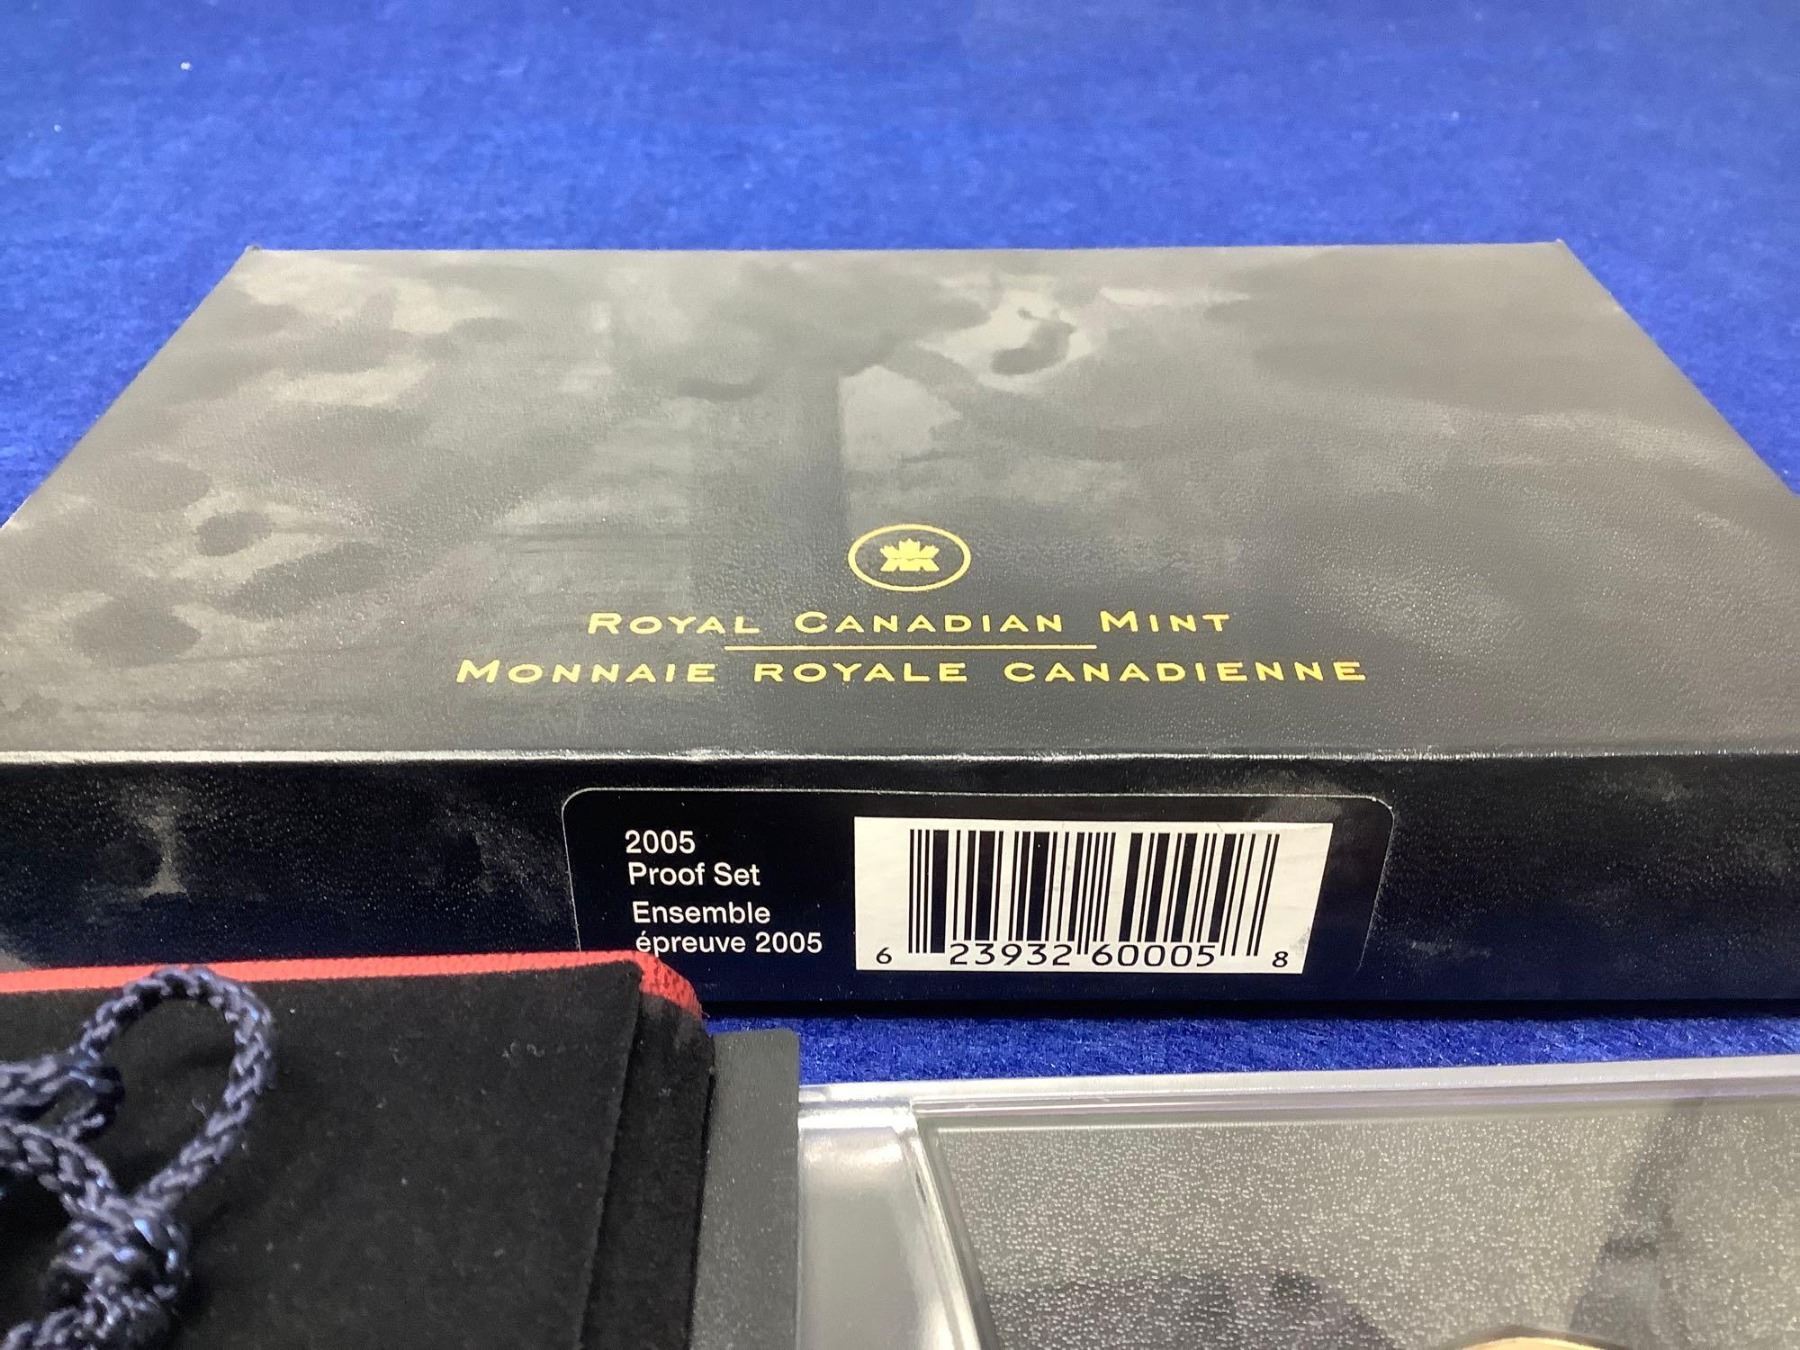 ROYAL CANADIAN MINT
MONNAIE ROYALE CANADIENNE
2005
Proof Set
Ensemble
épreuve 2005
6 23932 60005 8